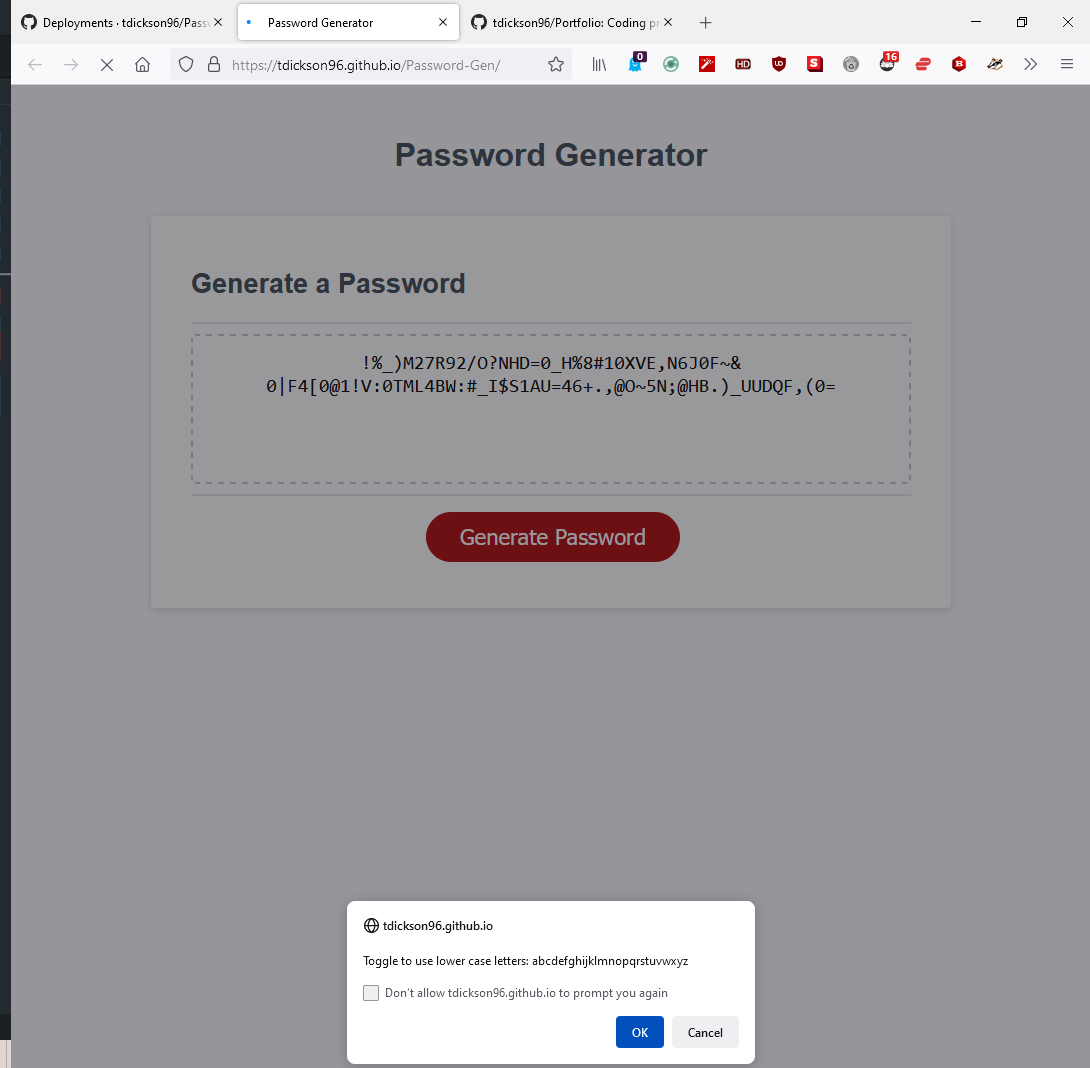 Deployments · tdickson96/Passw
Password Generator
tdickson96/Portfolio: Coding pr
https://tdickson96.github.io/Password-Gen/
0
HD
UD
S
16
B
Password Generator
Generate a Password
!%_)M27R92/O?NHD=0_H%8#10XVE,N6J0F~&
0|F4[0@1!V:0TML4BW:#_I$S1AU=46+.,@O~5N;@HB.)_UUDQF,(0=
Generate Password
tdickson96.github.io
Toggle to use lower case letters: abcdefghijklmnopqrstuvwxyz
Don't allow tdickson96.github.io to prompt you again
OK
Cancel